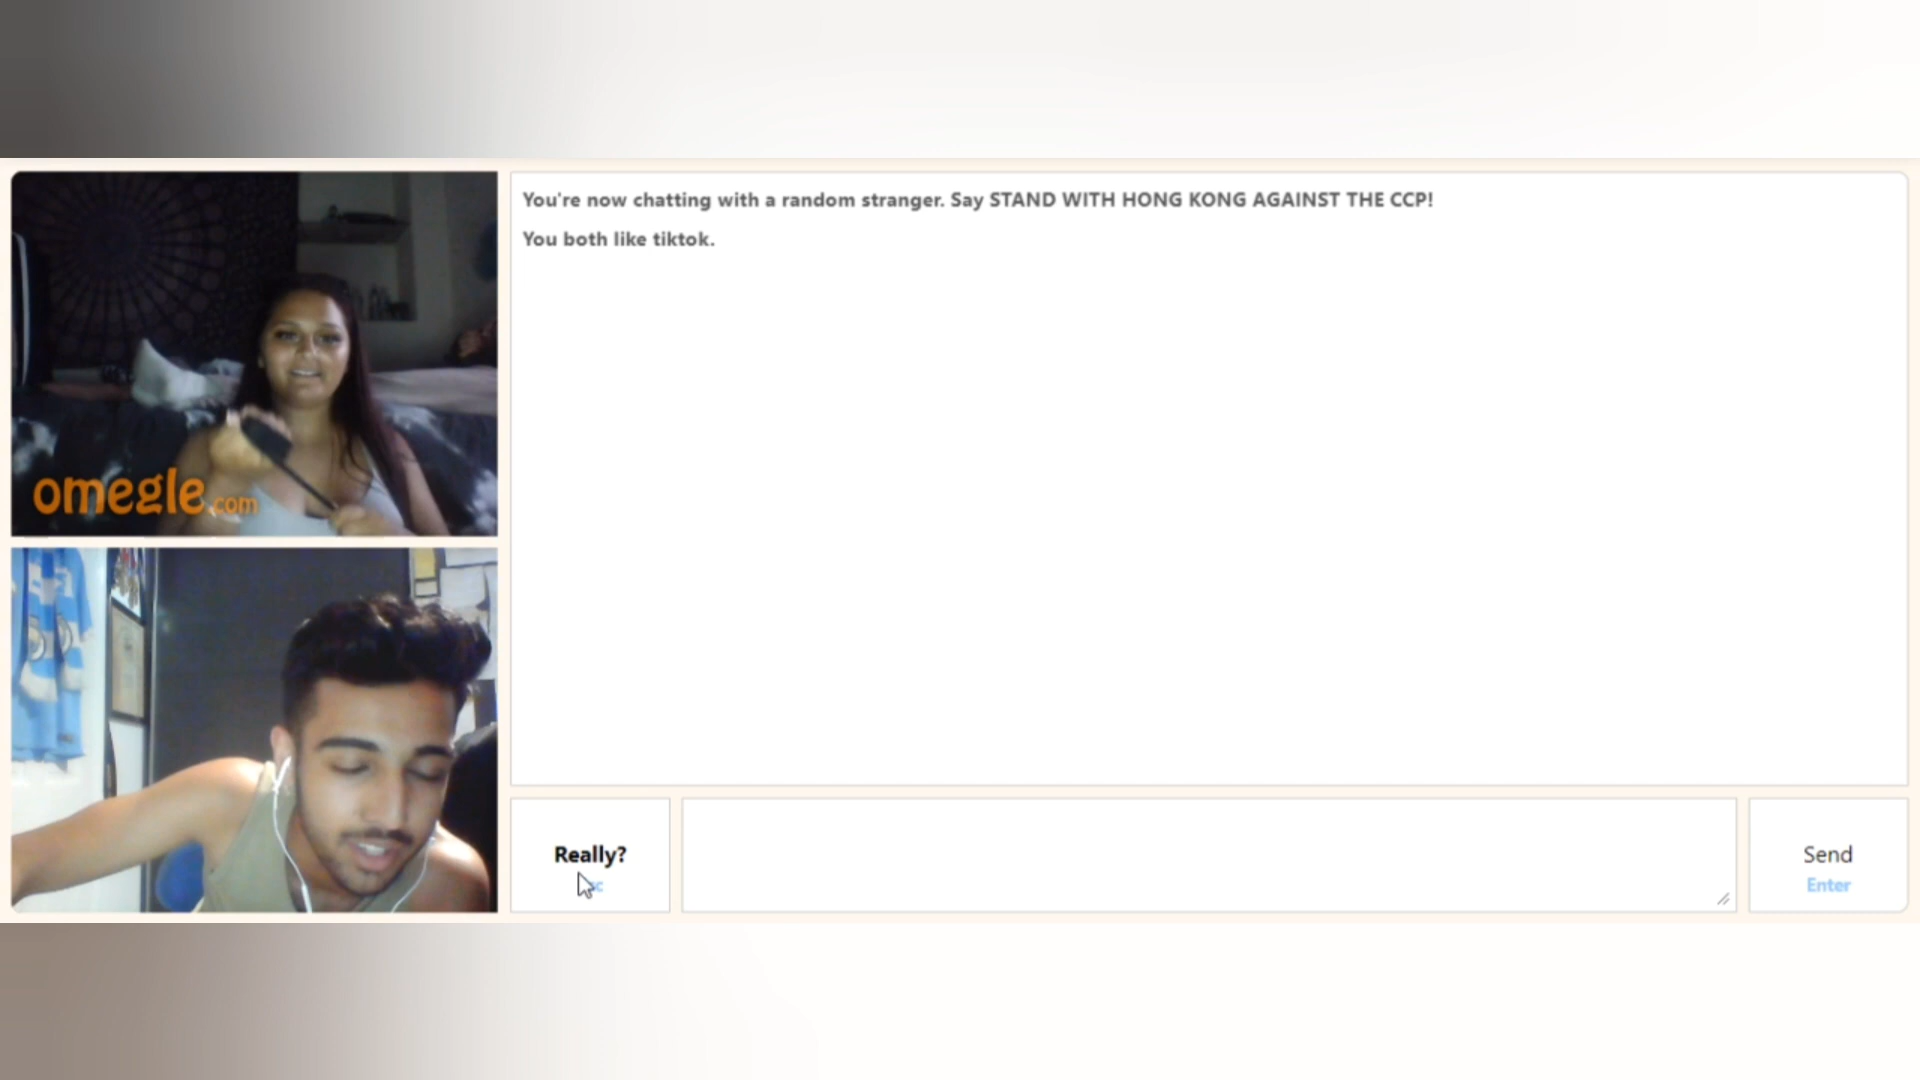 You're now chatting with a random stranger. Say STAND WITH HONG KONG AGAINST THE CCP!
You both like tiktok.
omegle.com
Really?
Send
Enter